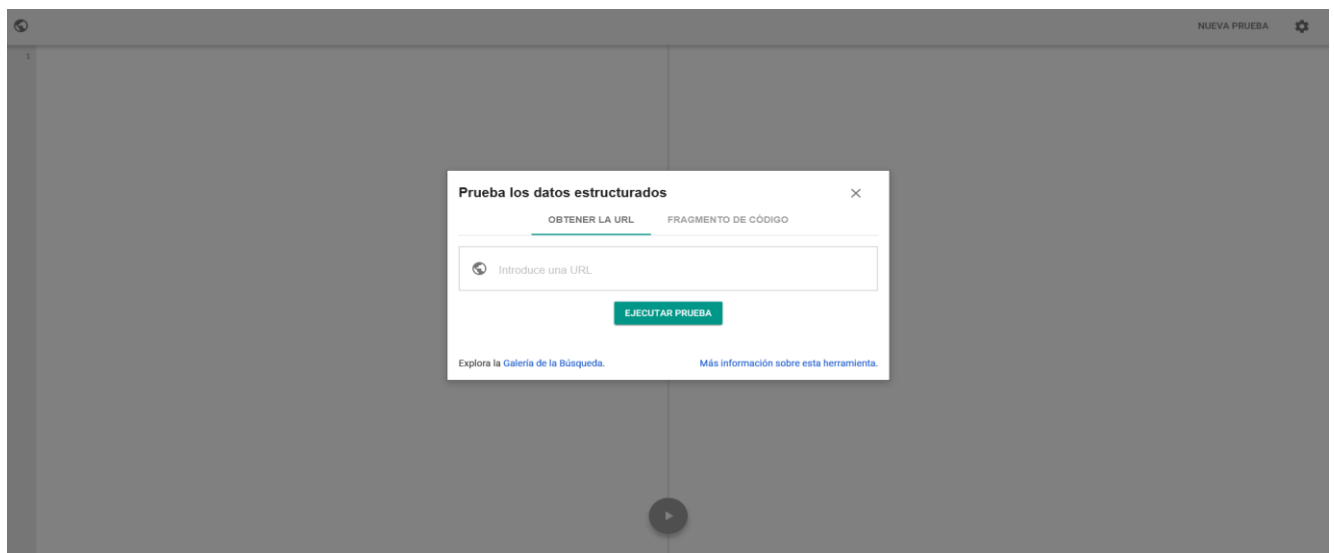 NUEVA PRUEBA
1
Prueba los datos estructurados
OBTENER LA URL FRAGMENTO DE CÓDIGO
Introduce una URL
EJECUTAR PRUEBA
Explora la Galería de la Búsqueda. Más información sobre esta herramienta.